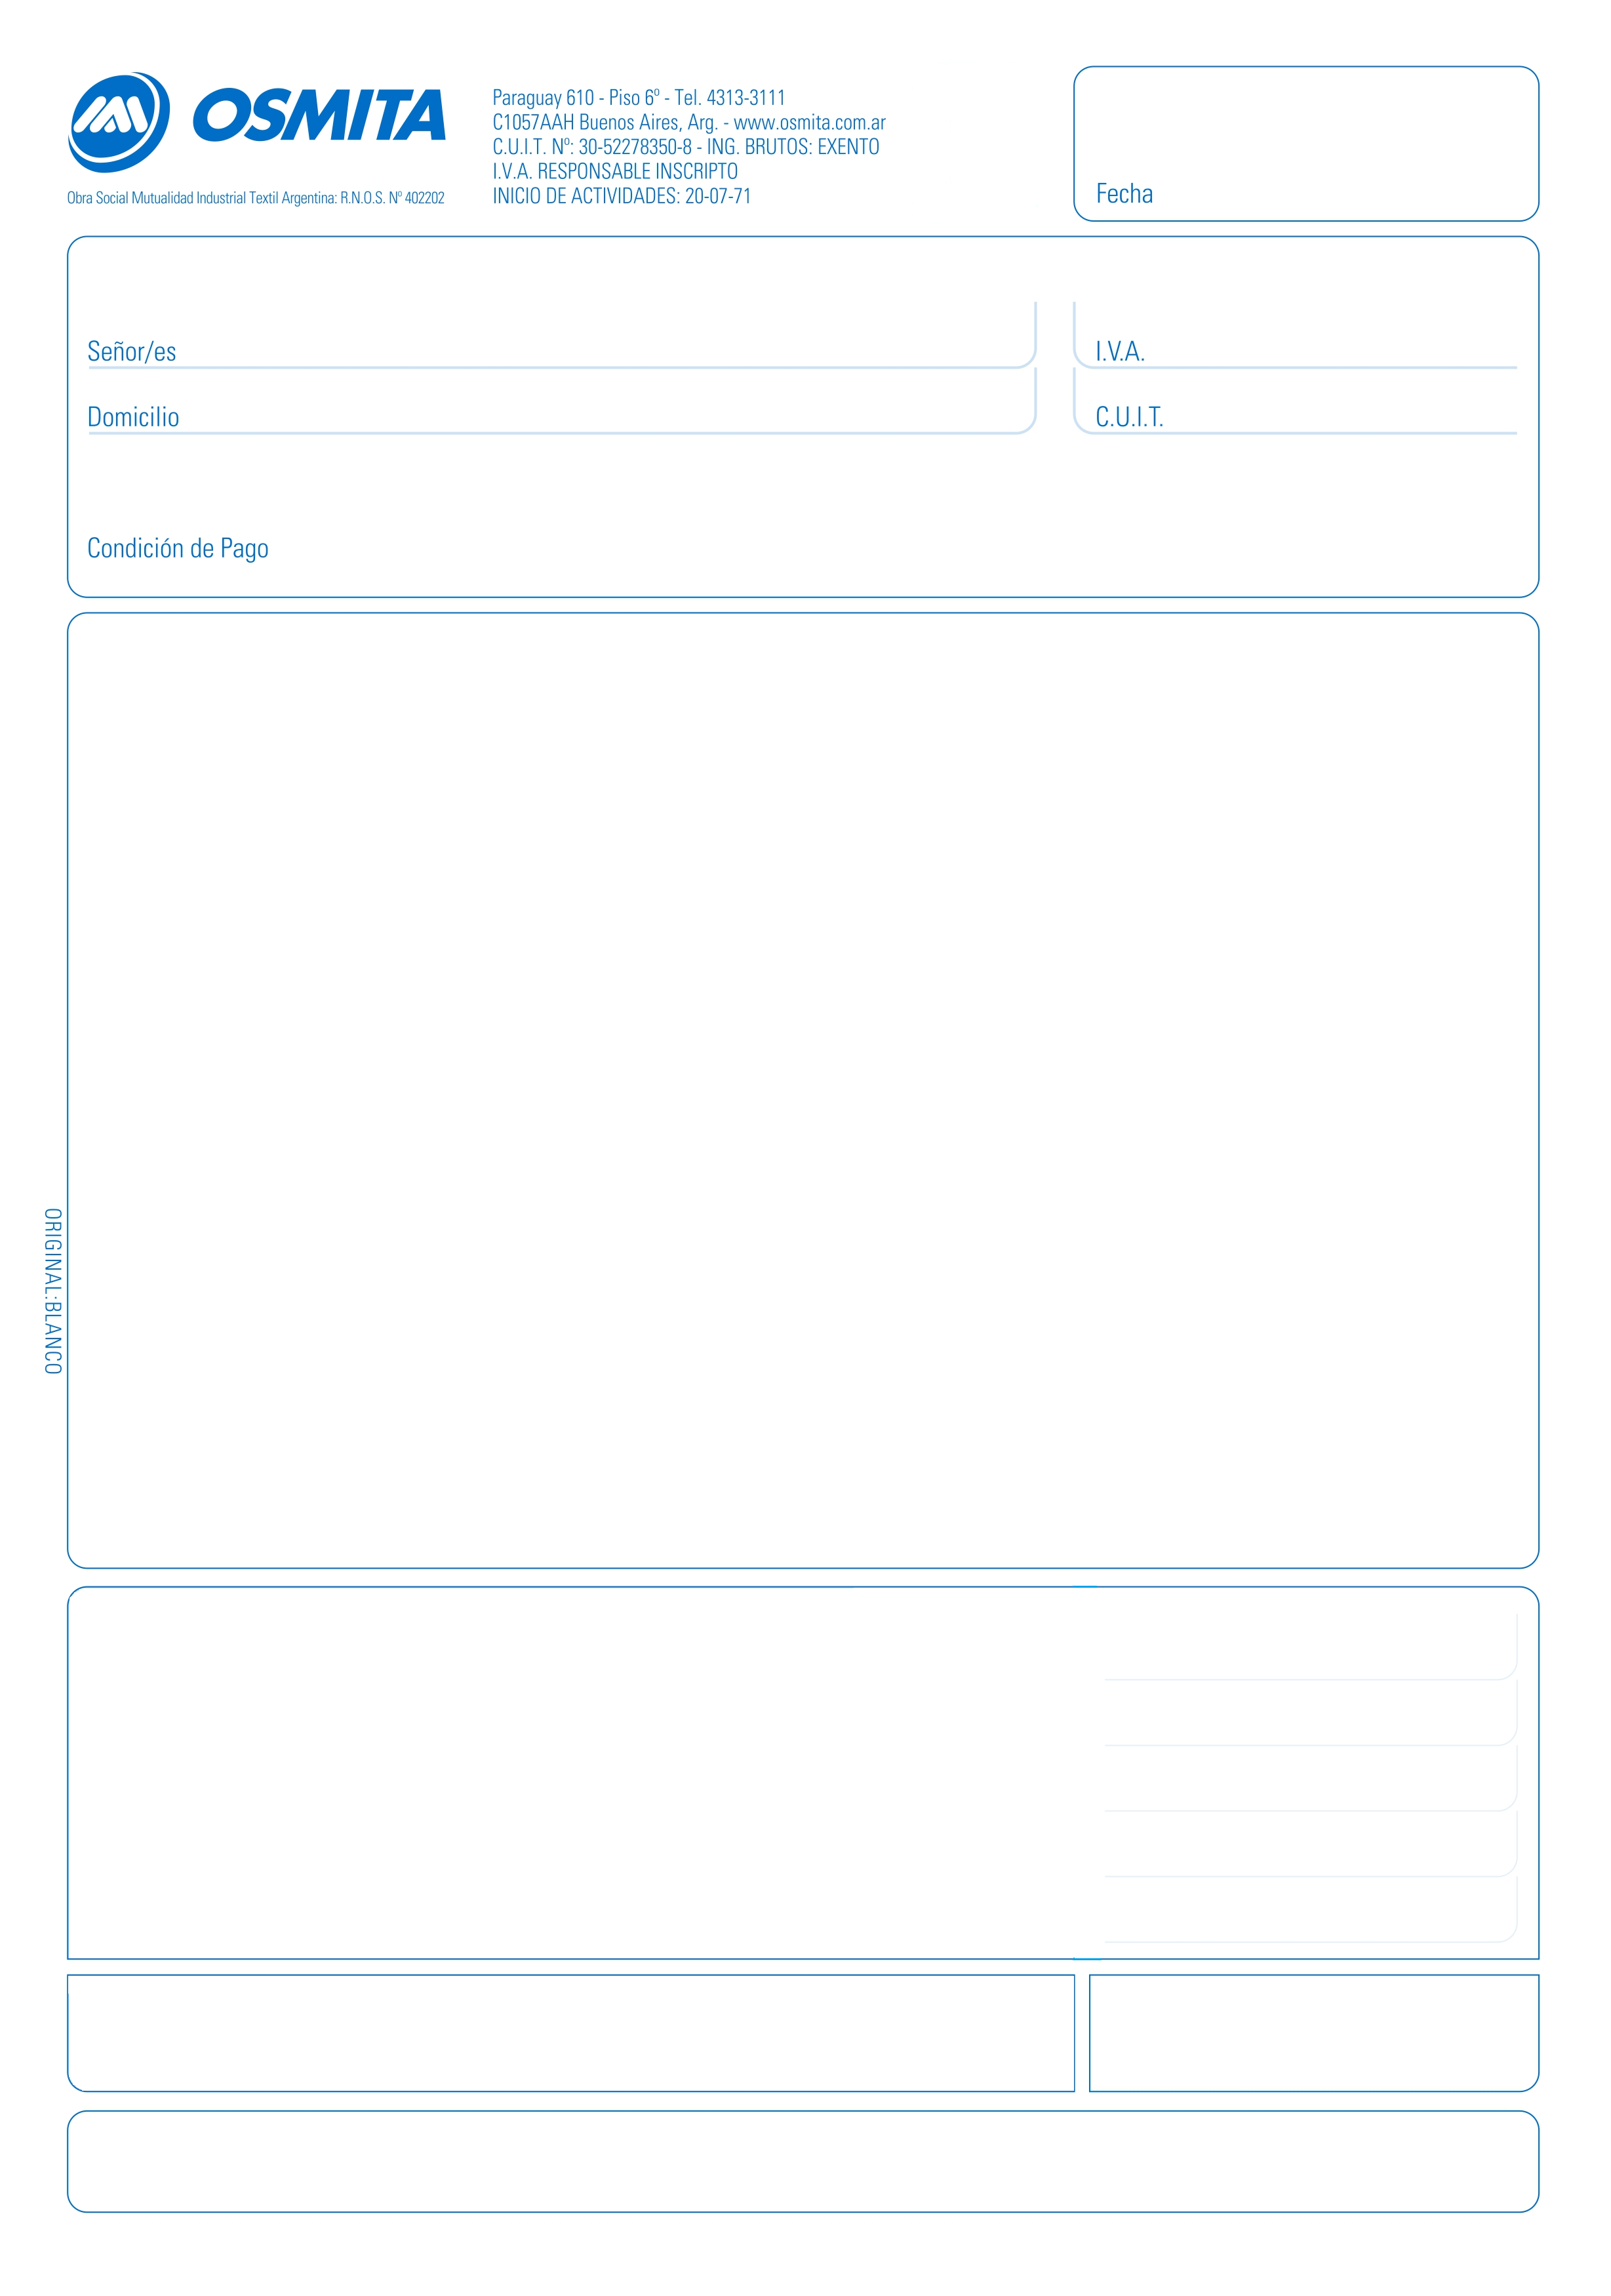 OSMITA
Obra Social Mutualidad Industrial Textil Argentina: R.N.O.S. Nº 402202
Paraguay 610 - Piso 6º - Tel. 4313-3111
C1057AAH Buenos Aires, Arg. - www.osmita.com.ar
C.U.I.T. Nº: 30-52278350-8 - ING. BRUTOS: EXENTO
I.V.A. RESPONSABLE INSCRIPTO
INICIO DE ACTIVIDADES: 20-07-71
Fecha
Señor/es
I.V.A.
Domicilio
C.U.I.T.
Condición de Pago
ORIGINAL:BLANCO